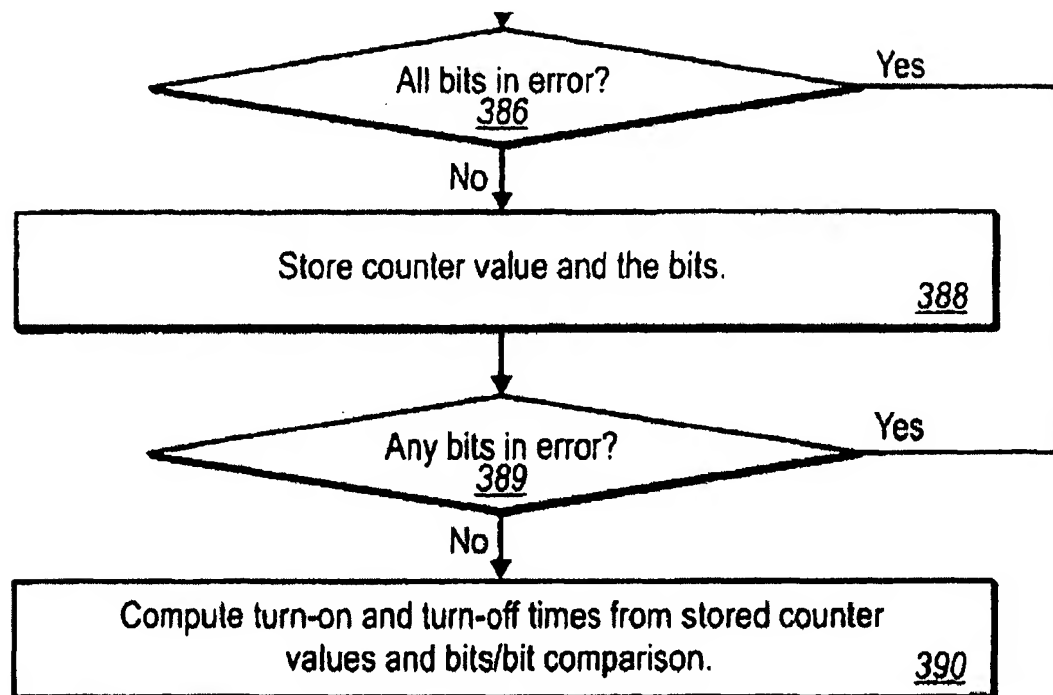 All bits in error?
386
Yes
No
Store counter value and the bits.
388
Any bits in error?
389
Yes
No
Compute turn-on and turn-off times from stored counter
values and bits/bit comparison.
390